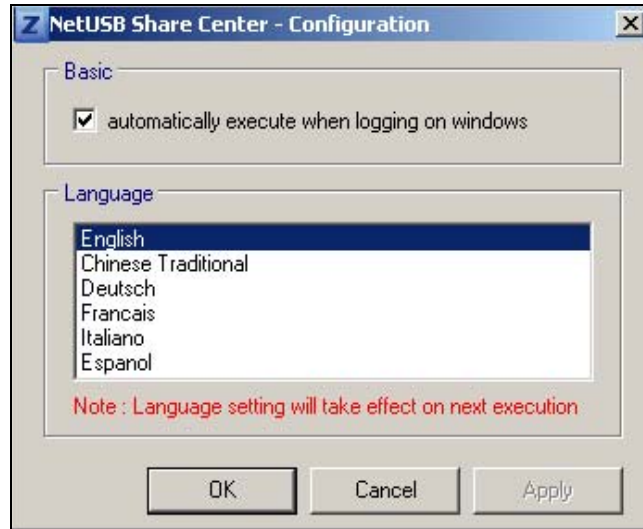 Z NetUSB Share Center - Configuration
Basic
automatically execute when logging on windows
Language
English
Chinese Traditional
Deutsch
Francais
Italiano
Espanol
Note : Language setting will take effect on next execution
OK Cancel Apply